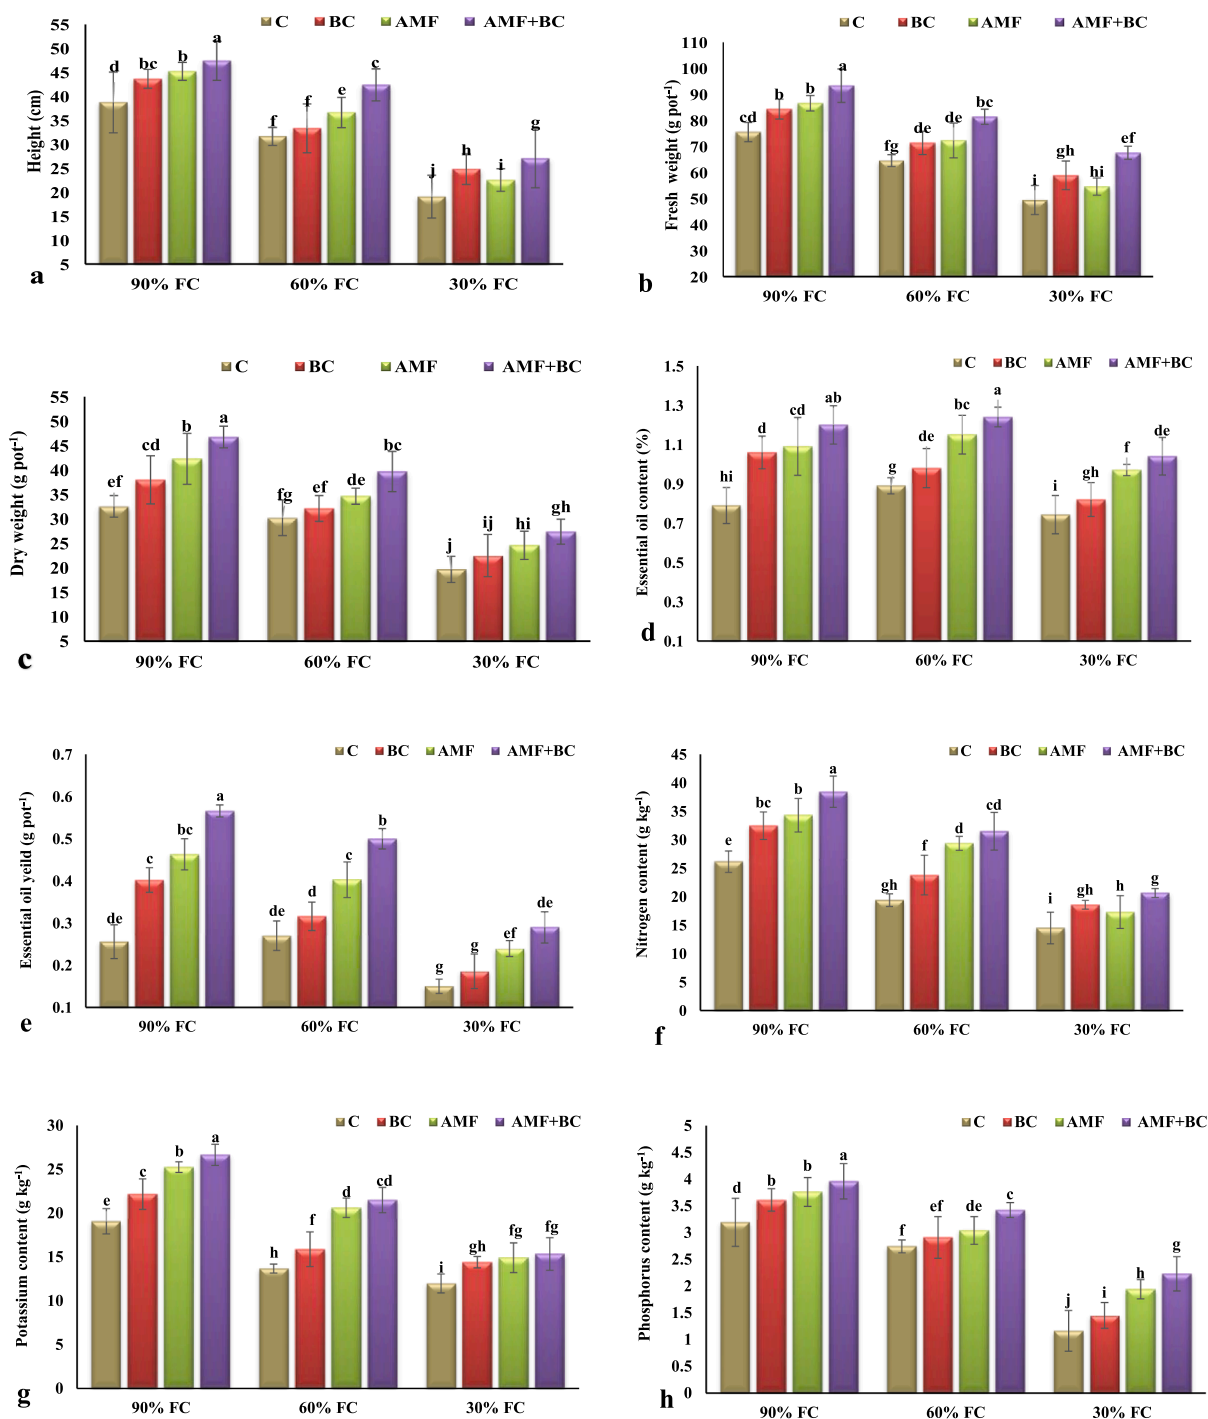 C BC AMF AMF+BC
55
50
45
40
35
30
25
20
15
10
5
Height (cm)
d bc b a
f f e c
j h i g
90% FC 60% FC 30% FC
a
C BC AMF AMF+BC
110
100
90
80
70
60
50
40
30
20
Fresh weight (g pot-1)
cd b b a
fg de de bc
i gh hi ef
90% FC 60% FC 30% FC
b
C BC AMF AMF+BC
55
50
45
40
35
30
25
20
15
10
5
Dry weight (g pot-1)
ef cd b a
fg ef de bc
j ij hi gh
90% FC 60% FC 30% FC
c
C BC AMF AMF+BC
1.5
1.3
1.1
0.9
0.7
0.5
0.3
0.1
Essential oil content (%)
hi d cd ab
g de bc a
i gh f de
90% FC 60% FC 30% FC
d
C BC AMF AMF+BC
0.7
0.6
0.5
0.4
0.3
0.2
0.1
Essential oil yeild (g pot-1)
de c bc a
de d c b
g g ef de
90% FC 60% FC 30% FC
e
C BC AMF AMF+BC
45
40
35
30
25
20
15
10
5
0
Nitrogen content (g kg-1)
e bc b a
gh f d cd
i gh h g
90% FC 60% FC 30% FC
f
C BC AMF AMF+BC
30
25
20
15
10
5
0
Potassium content (g kg-1)
e c b a
h f d cd
i gh fg fg
90% FC 60% FC 30% FC
g
C BC AMF AMF+BC
5
4.5
4
3.5
3
2.5
2
1.5
1
0.5
0
Phosphorus content (g kg-1)
d b b a
f ef de c
j i h g
90% FC 60% FC 30% FC
h